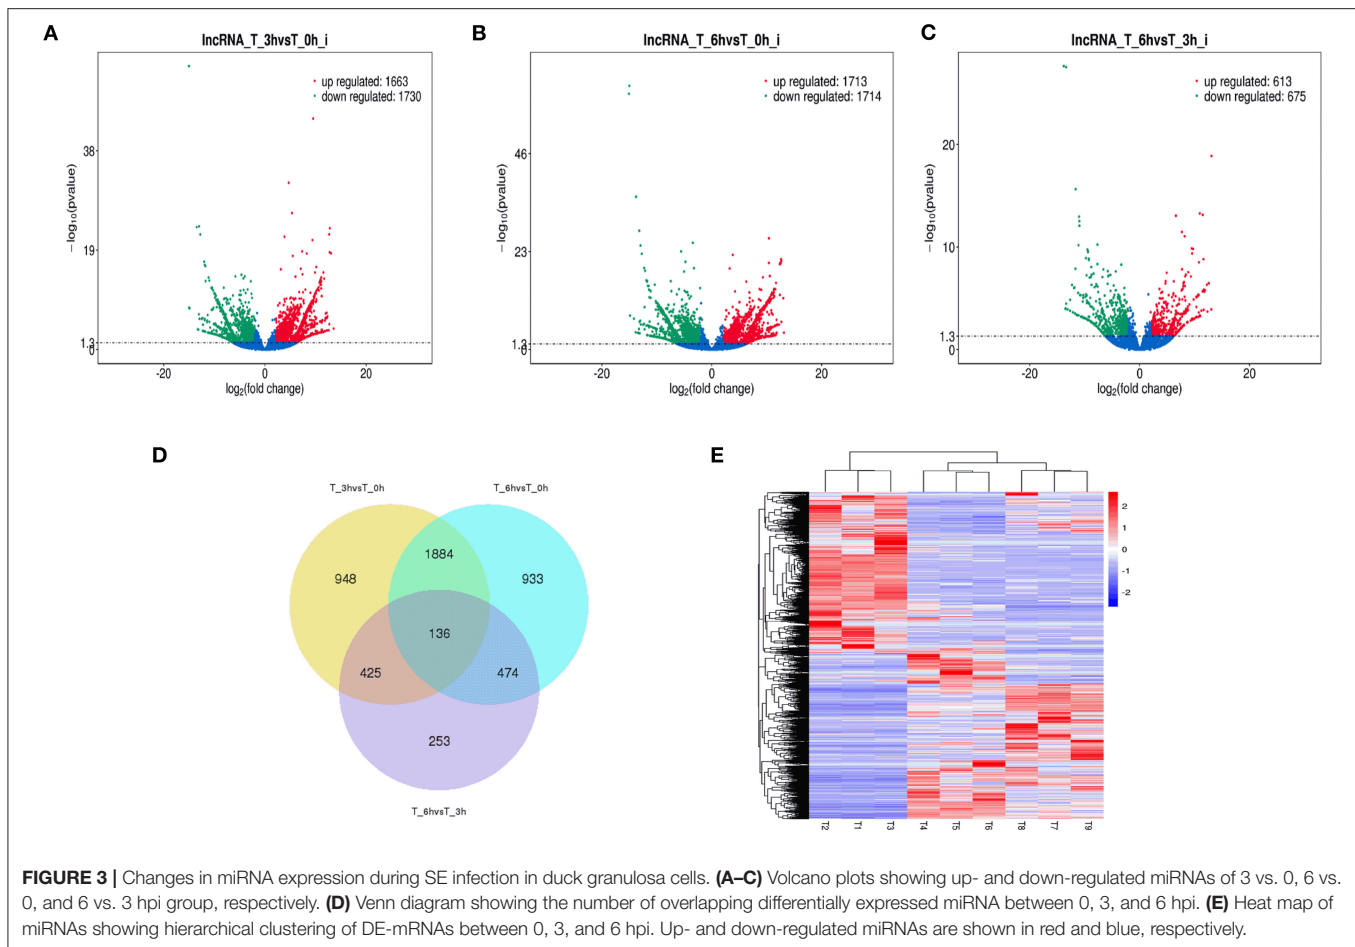 A
lncRNA_T_3hvsT_0h_i
up regulated: 1663
down regulated: 1730
−log10(pvalue)
38
19
1.3
0
-20
0
20
log2(fold change)
B
lncRNA_T_6hvsT_0h_i
up regulated: 1713
down regulated: 1714
−log10(pvalue)
46
23
1.3
0
-20
0
20
log2(fold change)
C
lncRNA_T_6hvsT_3h_i
up regulated: 613
down regulated: 675
−log10(pvalue)
20
10
1.3
0
-20
0
20
log2(fold change)
D
T_3hvsT_0h
T_6hvsT_0h
1884
948
933
136
425
474
253
T_6hvsT_3h
E
2
1
0
-1
-2
T2
T1
T3
T4
T5
T6
T8
T7
T9
FIGURE 3 | Changes in miRNA expression during SE infection in duck granulosa cells. (A–C) Volcano plots showing up- and down-regulated miRNAs of 3 vs. 0, 6 vs.
0, and 6 vs. 3 hpi group, respectively. (D) Venn diagram showing the number of overlapping differentially expressed miRNA between 0, 3, and 6 hpi. (E) Heat map of
miRNAs showing hierarchical clustering of DE-mRNAs between 0, 3, and 6 hpi. Up- and down-regulated miRNAs are shown in red and blue, respectively.